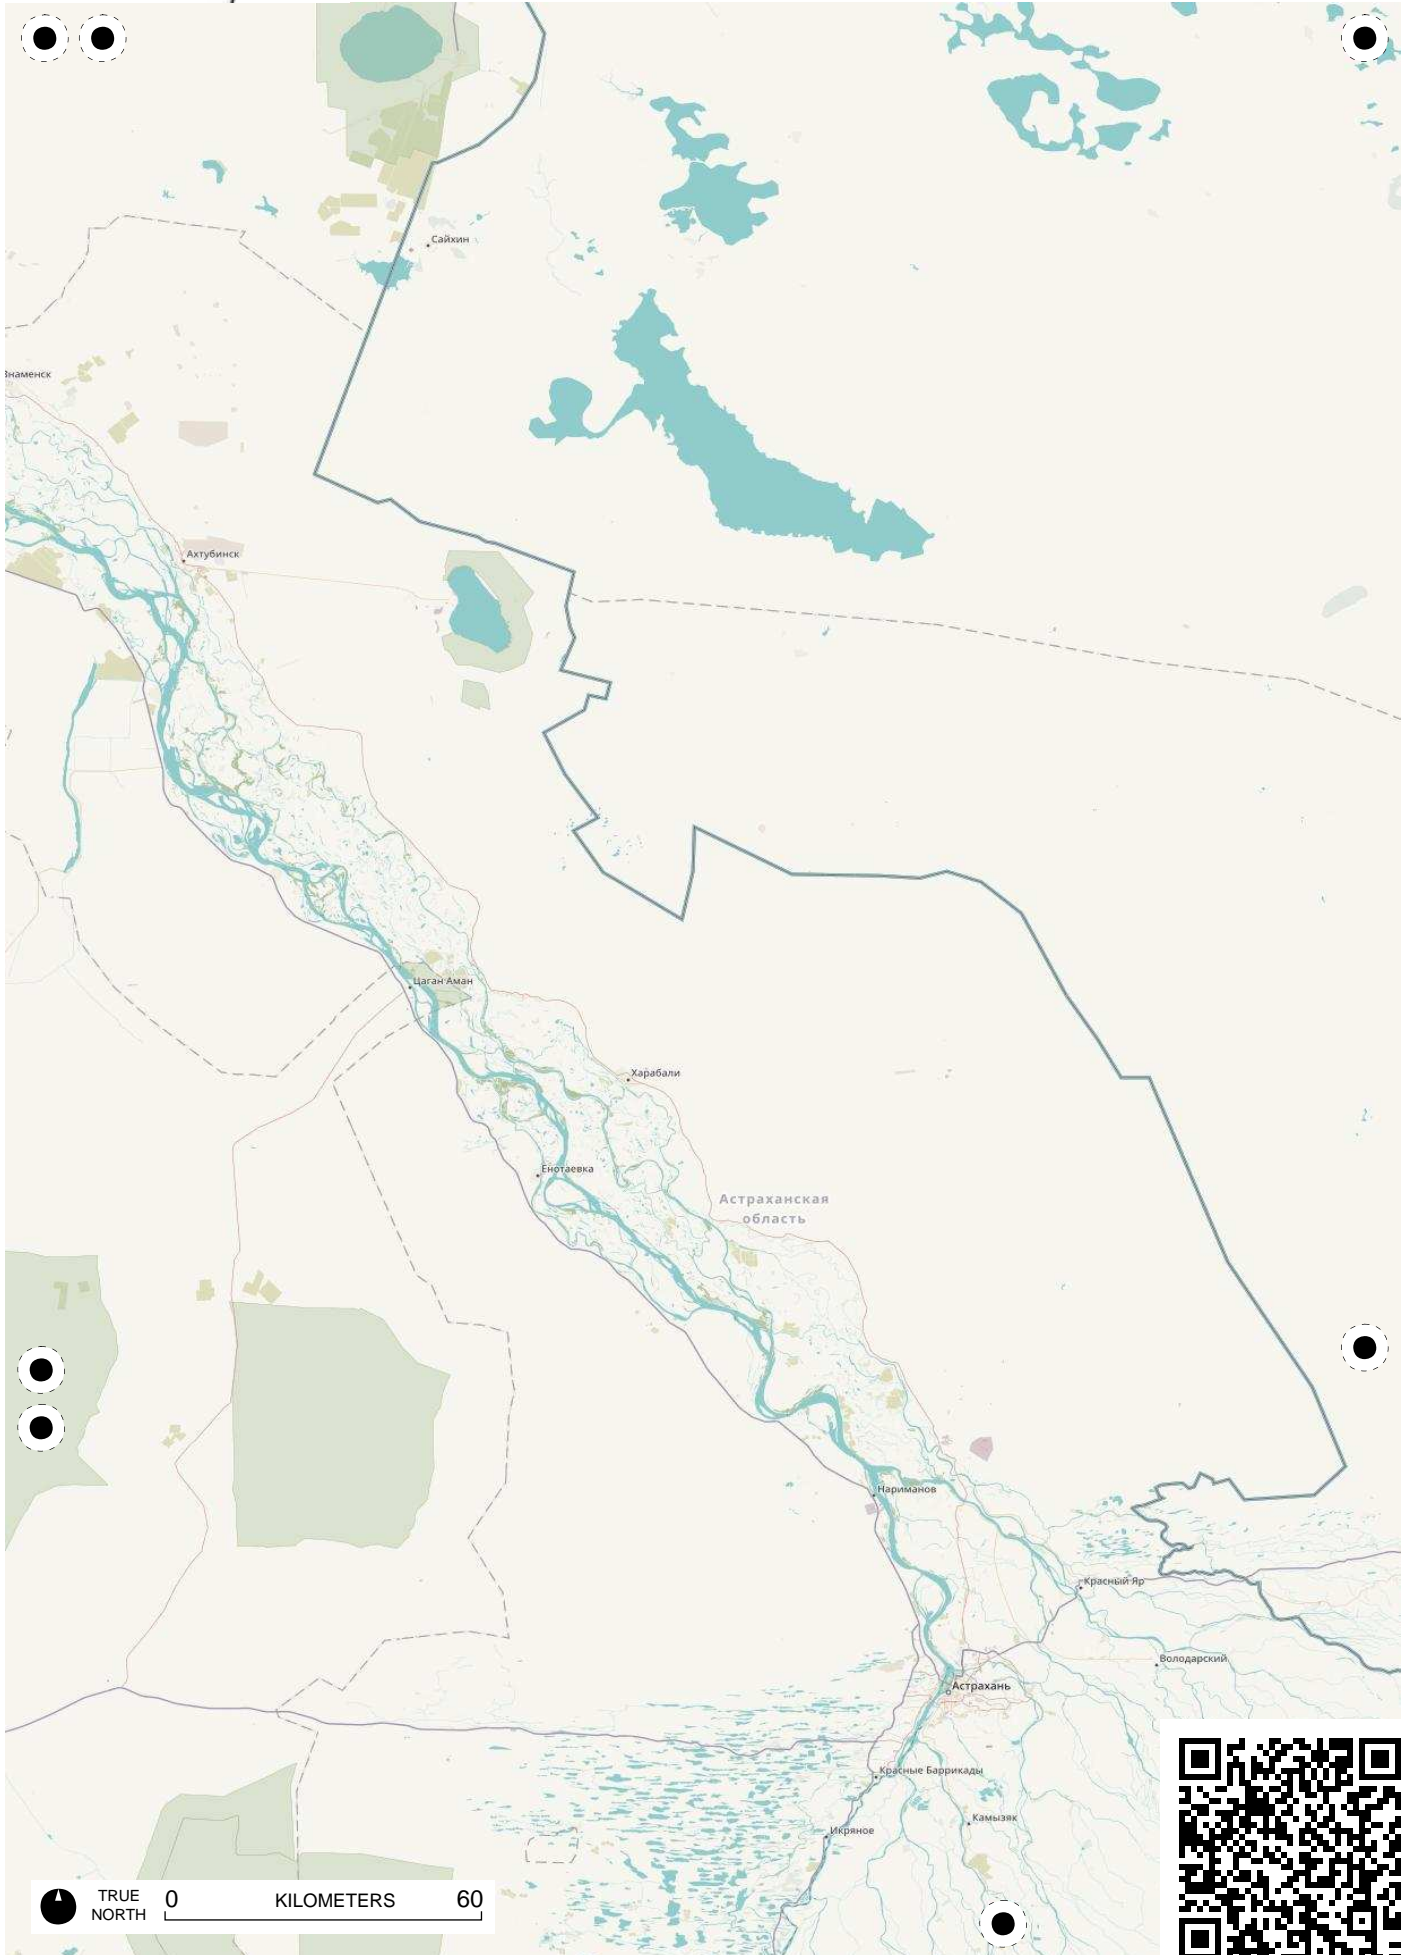 Сайхин
Знаменск
Ахтубинск
Цаган Аман
Харабали
Енотаевка
Астраханская
область
Нариманов
Красный Яр
Володарский
Астрахань
Красные Баррикады
Камызяк
Икряное
TRUE
NORTH
0 KILOMETERS 60